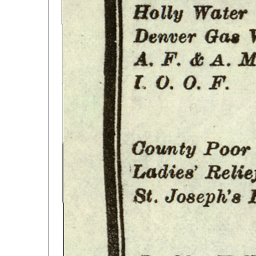 Holly Water
Denver Gas
A. F. & A. M
I. O. O. F.
County Poor
Ladies' Relie
St. Joseph's